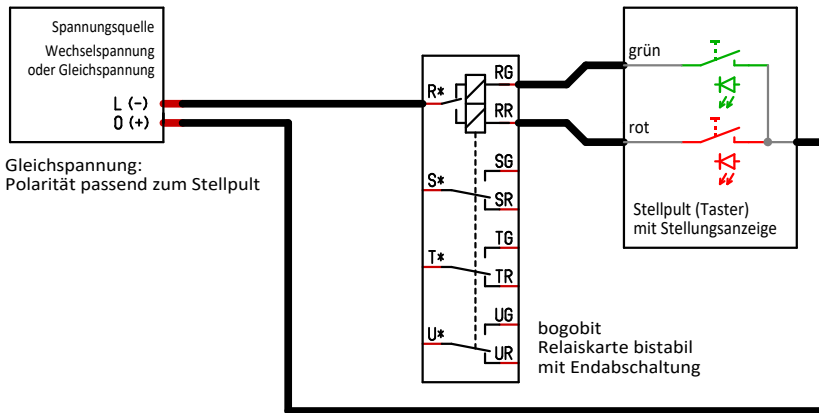 Spannungsquelle
Wechselspannung
oder Gleichspannung
L (-)
0 (+)
Gleichspannung:
Polarität passend zum Stellpult
R*
RG
RR
S*
SG
SR
T*
TG
TR
U*
UG
UR
bogobit
Relaiskarte bistabil
mit Endabschaltung
grün
rot
Stellpult (Taster)
mit Stellungsanzeige